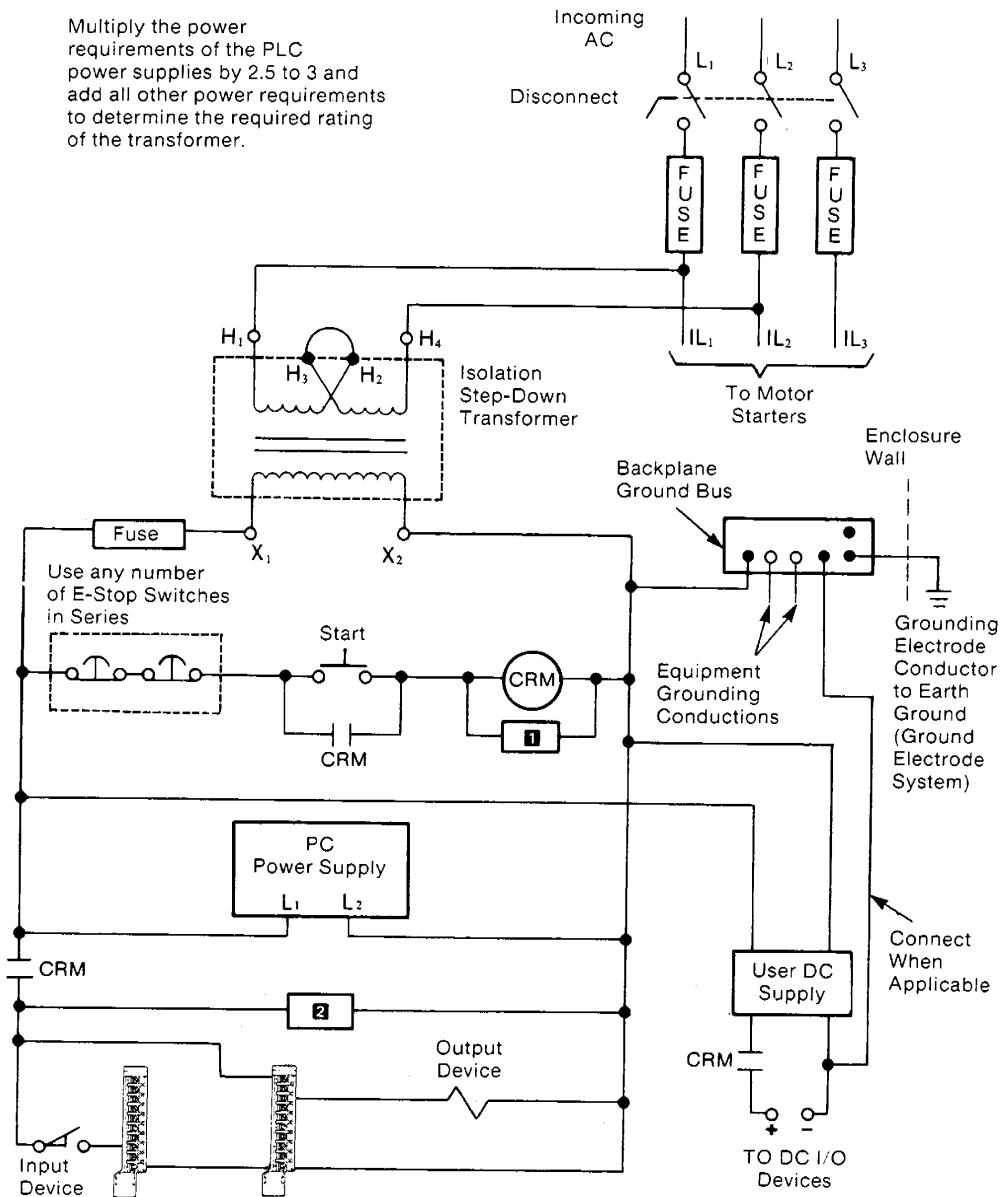 Multiply the power
requirements of the PLC
power supplies by 2.5 to 3 and
add all other power requirements
to determine the required rating
of the transformer.
Incoming
AC
L1
L2
L3
Disconnect
FUSE
FUSE
FUSE
H1
H4
H3
H2
IL1
IL2
IL3
Isolation
Step-Down
Transformer
To Motor
Starters
Enclosure
Wall
Backplane
Ground Bus
Fuse
X1
X2
Use any number
of E-Stop Switches
in Series
Start
CRM
1
CRM
Equipment
Grounding
Conductions
Grounding
Electrode
Conductor
to Earth
Ground
(Ground
Electrode
System)
PC
Power Supply
L1
L2
CRM
User DC
Supply
Connect
When
Applicable
2
Output
Device
CRM
+
−
Input
Device
TO DC I/O
Devices